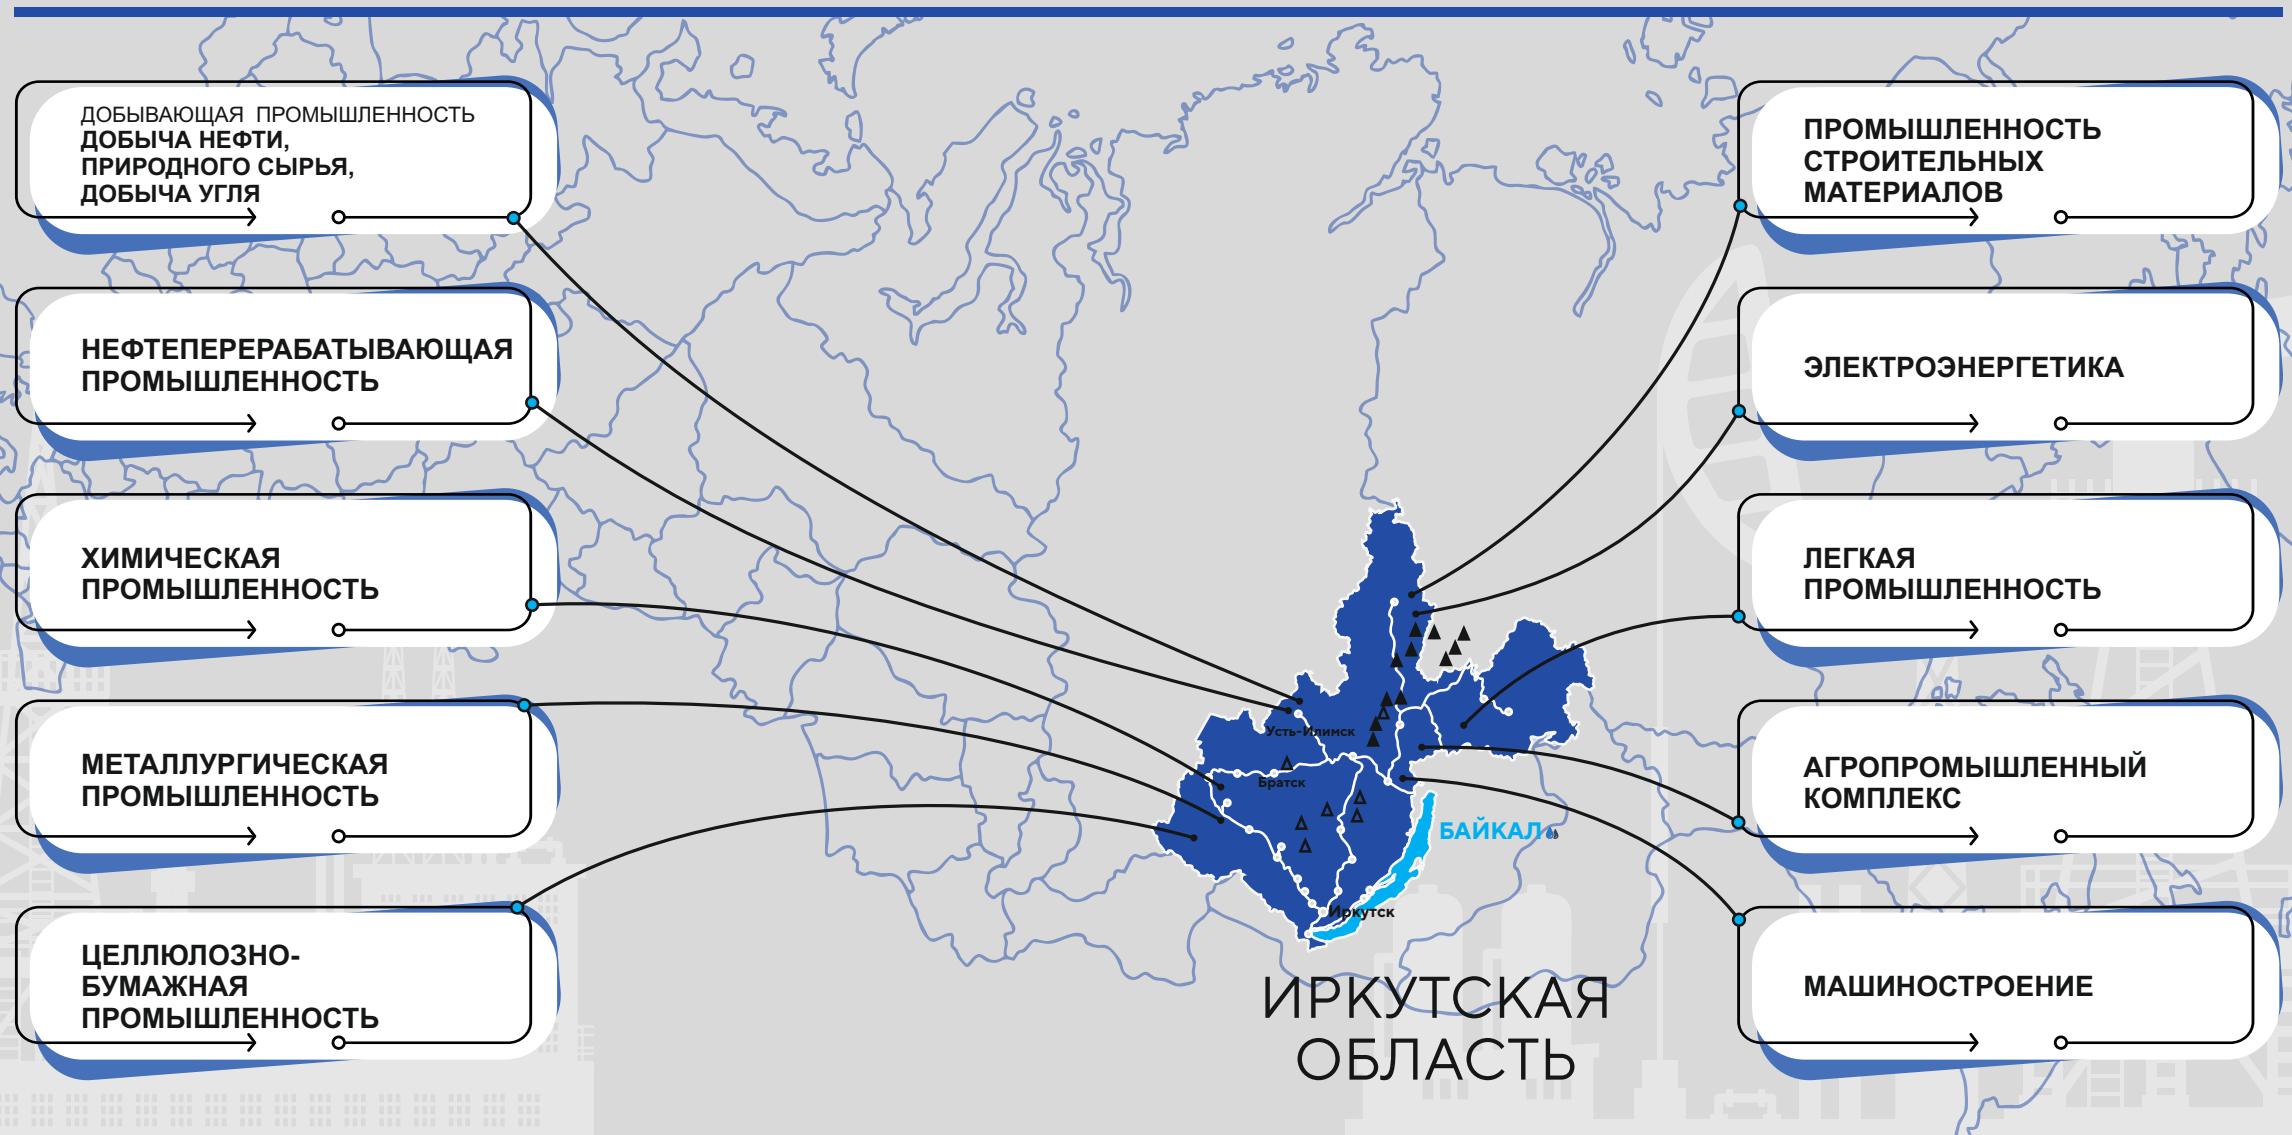 ДОБЫВАЮЩАЯ ПРОМЫШЛЕННОСТЬ
ДОБЫЧА НЕФТИ,
ПРИРОДНОГО СЫРЬЯ,
ДОБЫЧА УГЛЯ
НЕФТЕПЕРЕРАБАТЫВАЮЩАЯ
ПРОМЫШЛЕННОСТЬ
ХИМИЧЕСКАЯ
ПРОМЫШЛЕННОСТЬ
МЕТАЛЛУРГИЧЕСКАЯ
ПРОМЫШЛЕННОСТЬ
ЦЕЛЛЮЛОЗНО-
БУМАЖНАЯ
ПРОМЫШЛЕННОСТЬ
Усть-Илимск
Братск
БАЙКАЛ
Иркутск
ИРКУТСКАЯ
ОБЛАСТЬ
ПРОМЫШЛЕННОСТЬ
СТРОИТЕЛЬНЫХ
МАТЕРИАЛОВ
ЭЛЕКТРОЭНЕРГЕТИКА
ЛЕГКАЯ
ПРОМЫШЛЕННОСТЬ
АГРОПРОМЫШЛЕННЫЙ
КОМПЛЕКС
МАШИНОСТРОЕНИЕ